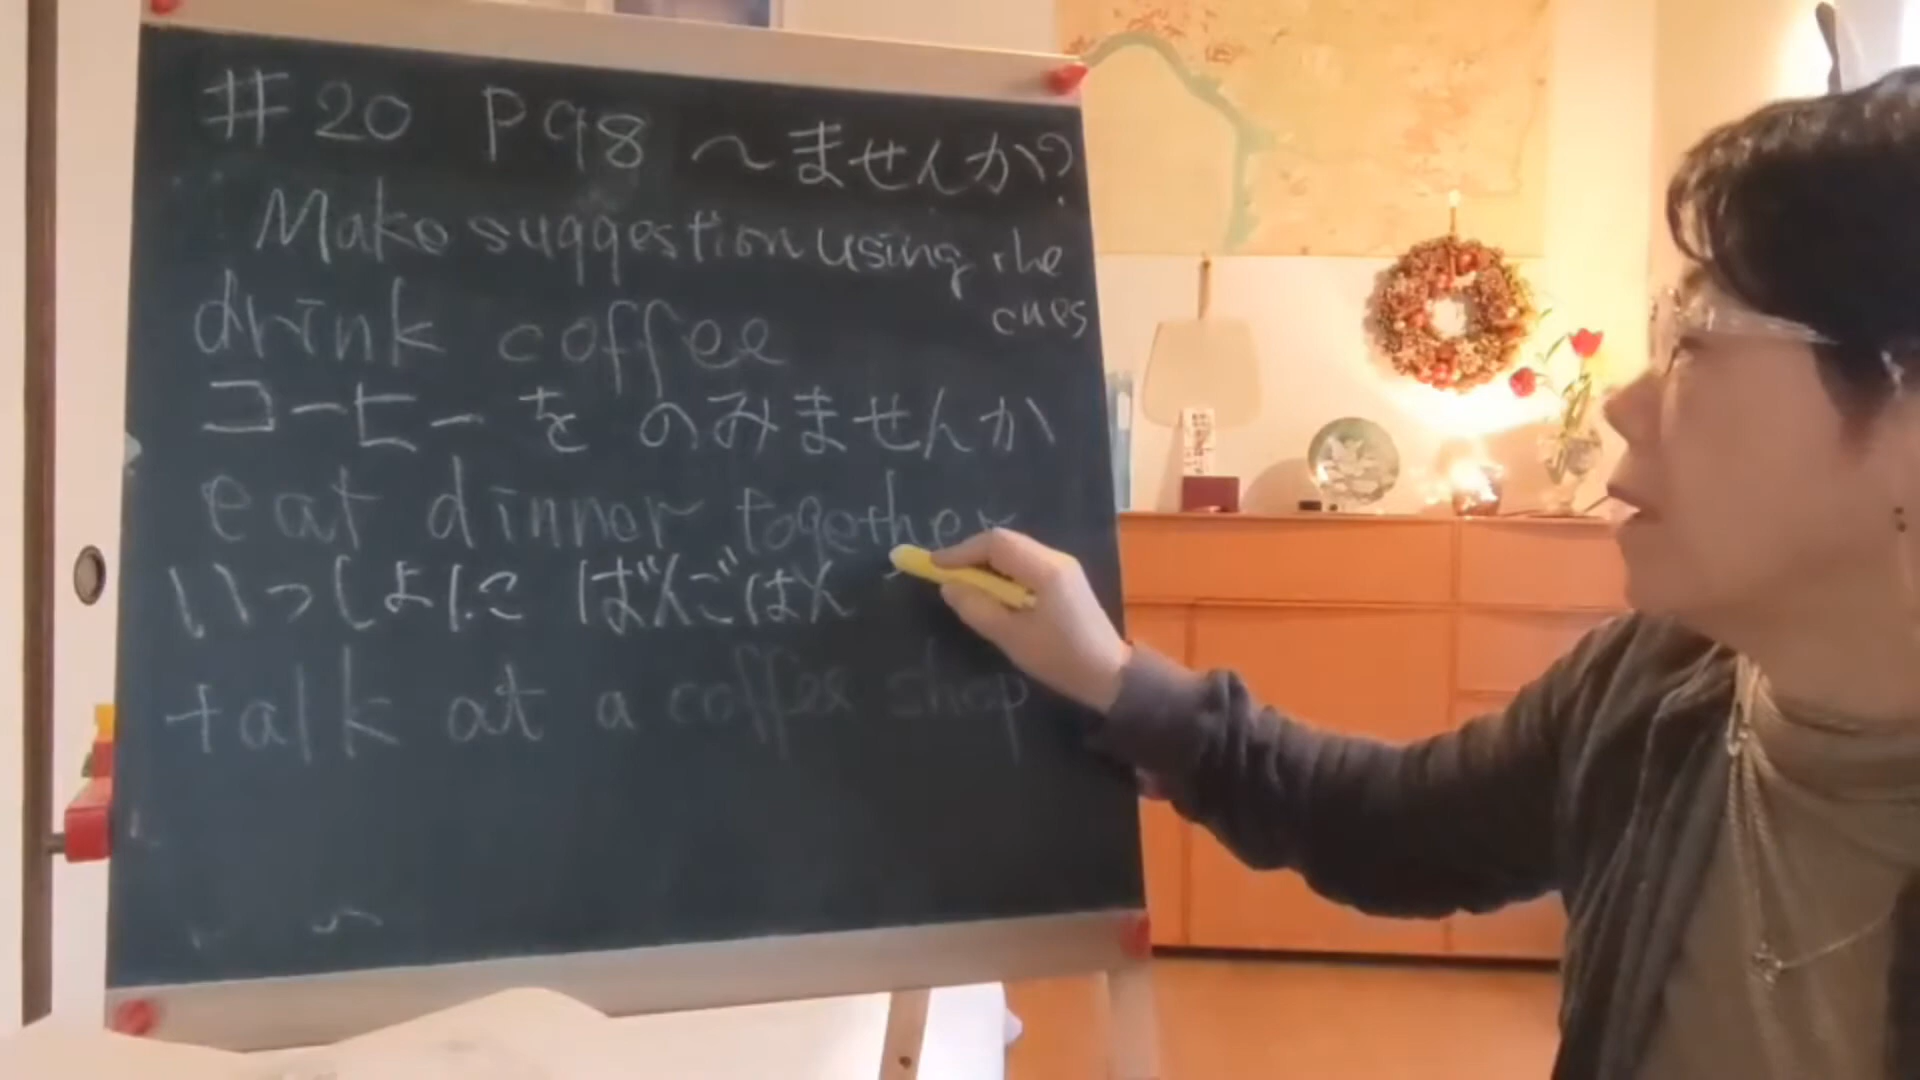 #20 P98 ~ませんか?
Make suggestion using the
cues
drink coffee
コーヒー を のみませんか
eat dinner together
いっしょに ばんごはん
talk at a coffee shop